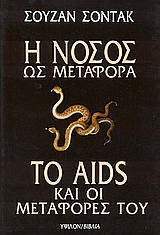 ΣΟΥΖΑΝ ΣΟΝΤΑΚ
Η ΝΟΣΟΣ
ΩΣ ΜΕΤΑΦΟΡΑ
ΤΟ AIDS
ΚΑΙ ΟΙ
ΜΕΤΑΦΟΡΕΣ ΤΟΥ
ΥΨΙΛΟΝ/ΒΙΒΛΙΑ